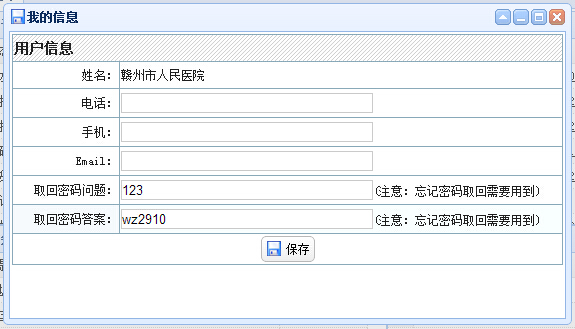 我的信息
用户信息
姓名： 赣州市人民医院
电话：
手机：
Email：
取回密码问题： 123 (注意：忘记密码取回需要用到)
取回密码答案： wz2910 (注意：忘记密码取回需要用到)
保存